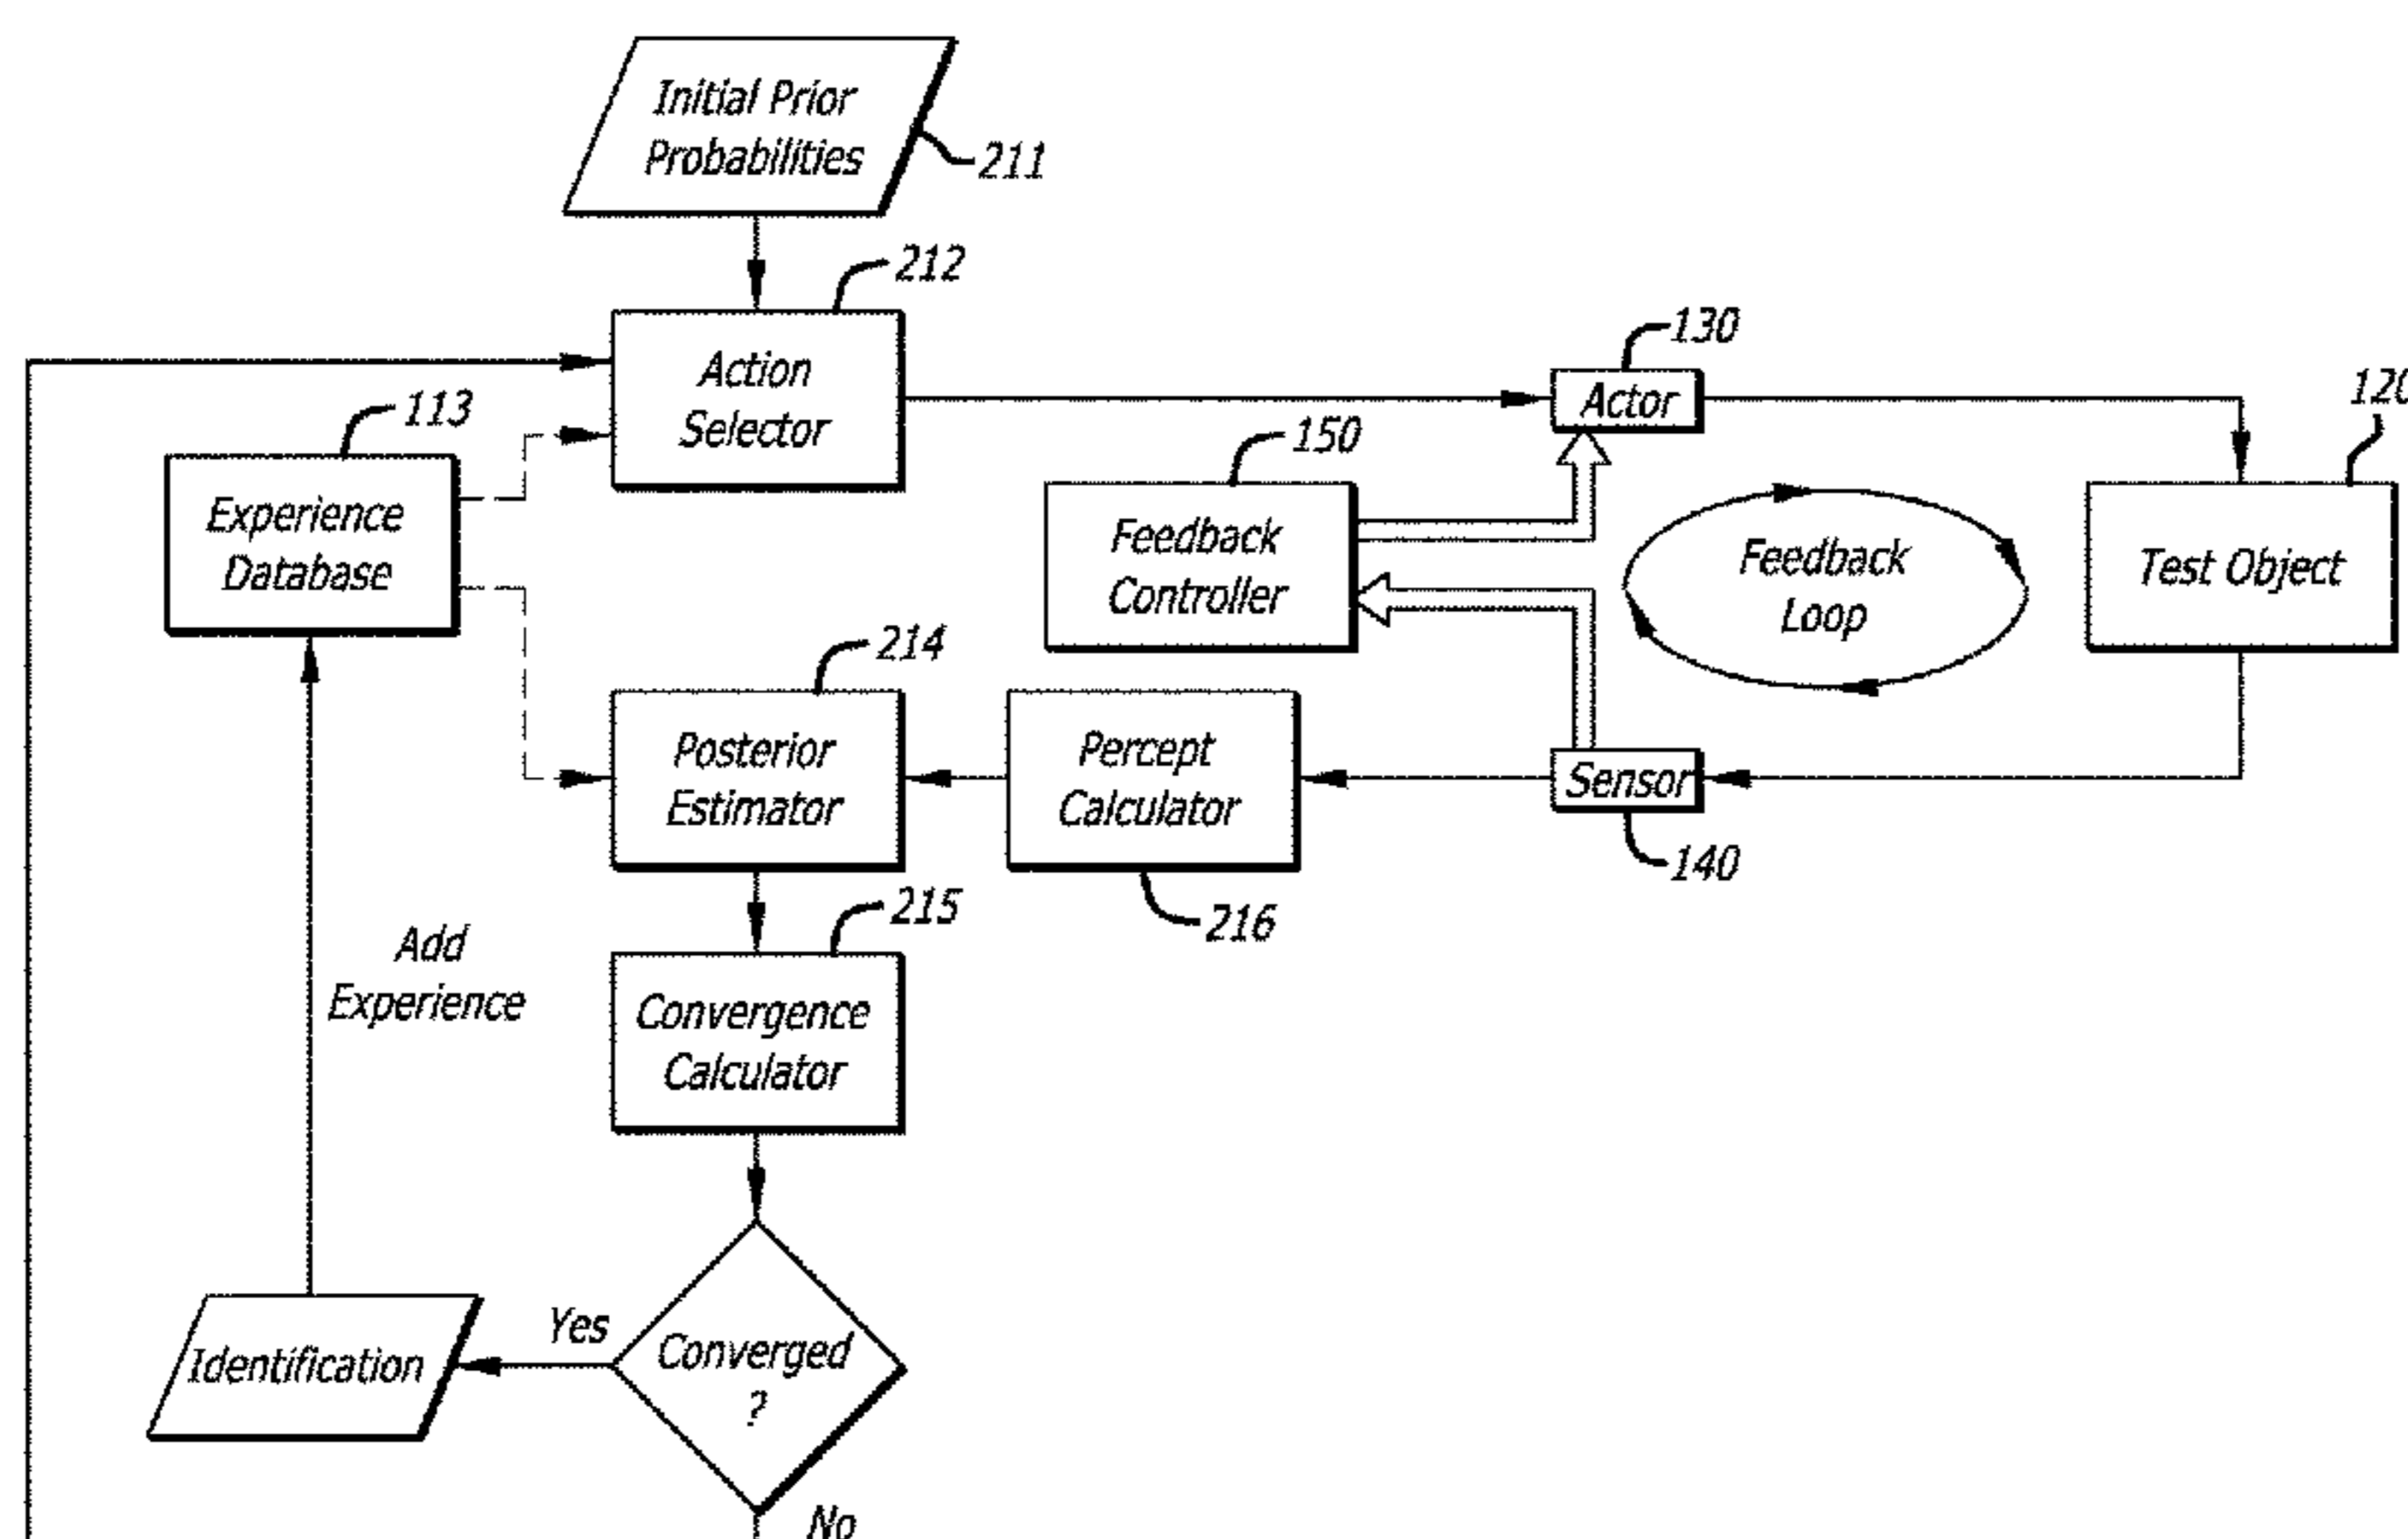 Initial Prior
Probabilities
211
212
Action
Selector
130
Actor
120
113
Experience
Database
150
Feedback
Controller
Feedback
Loop
Test Object
214
Posterior
Estimator
Percept
Calculator
Sensor
140
216
215
Add
Experience
Convergence
Calculator
Yes
Identification
Converged
?
No